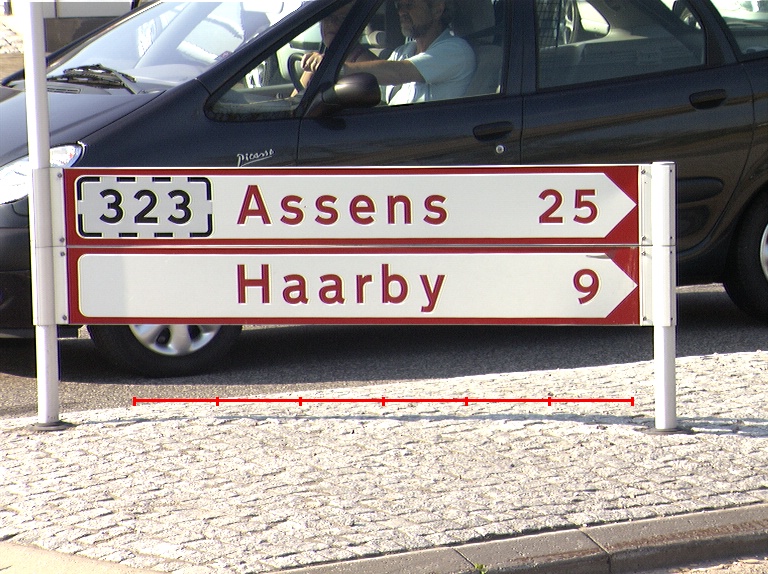 picasso
323 Assens 25
Haarby 9